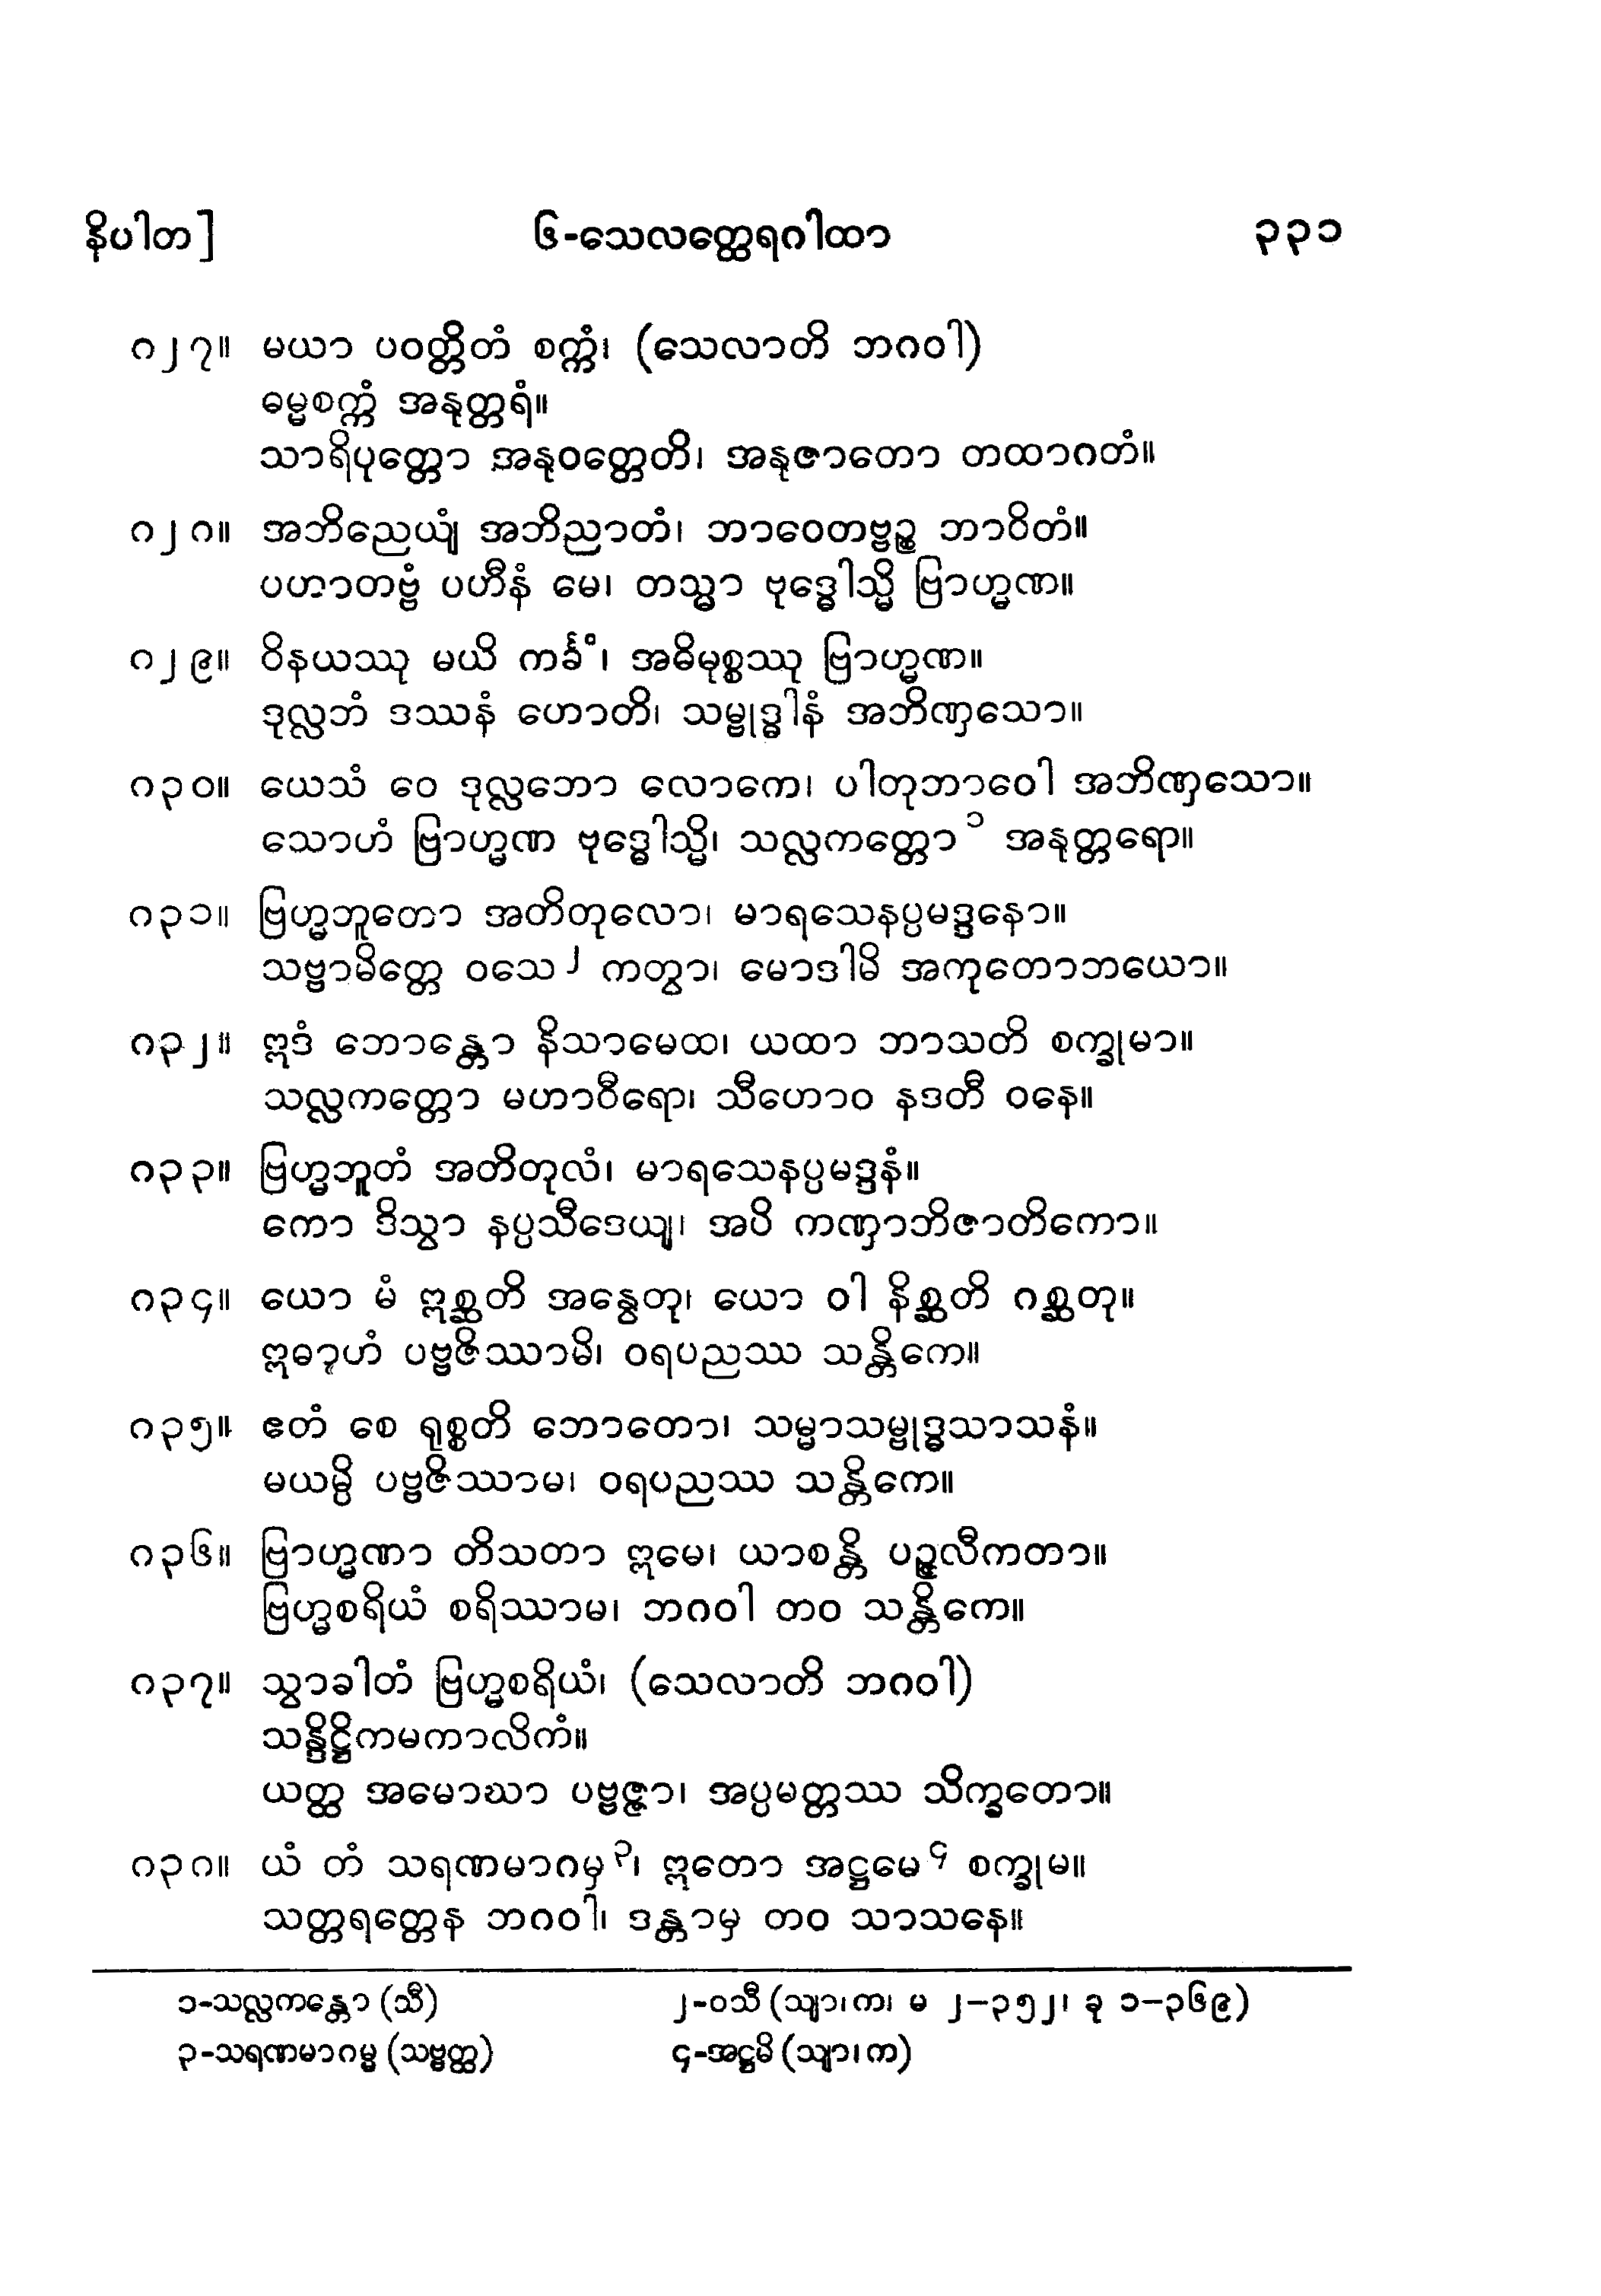 နိပါတ]
၆-သေလတ္ထေရဂါထာ
၃၃၁
၈၂၇။ မယာ ပဝတ္တိတံ စက္ကံ၊ (သေလာတိ ဘဂဝါ)
ဓမ္မစက္ကံ အနုတ္တရံ။
သာရိပုတ္တော အနုဝတ္တေတိ၊ အနုဇာတော တထာဂတံ။
၈၂၈။ အဘိညေယျံ အဘိညာတံ၊ ဘာဝေတဗ္ဗဉ္စ ဘာဝိတံ။
ပဟာတဗ္ဗံ ပဟီနံ မေ၊ တသ္မာ ဗုဒ္ဓေါသ္မိ ဗြာဟ္မဏ။
၈၂၉။ ဝိနယဿု မယိ ကင်္ခံ၊ အဓိမုစ္စဿု ဗြာဟ္မဏ။
ဒုလ္လဘံ ဒဿနံ ဟောတိ၊ သမ္ဗုဒ္ဓါနံ အဘိဏှသော။
၈၃၀။ ယေသံ ဝေ ဒုလ္လဘော လောကေ၊ ပါတုဘာဝေါ အဘိဏှသော။
သောဟံ ဗြာဟ္မဏ ဗုဒ္ဓေါသ္မိ၊ သလ္လကတ္တော ၁ အနုတ္တရော။
၈၃၁။ ဗြဟ္မဘူတော အတိတုလော၊ မာရသေနပ္ပမဒ္ဒနော။
သဗ္ဗာမိတ္တေ ဝသေ ၂ ကတွာ၊ မောဒါမိ အကုတောဘယော။
၈၃၂။ ဣဒံ ဘောန္တော နိသာမေထ၊ ယထာ ဘာသတိ စက္ခုမာ။
သလ္လကတ္တော မဟာဝီရော၊ သီဟောဝ နဒတီ ဝနေ။
၈၃၃။ ဗြဟ္မဘူတံ အတိတုလံ၊ မာရသေနပ္ပမဒ္ဒနံ။
ကော ဒိသွာ နပ္ပသီဒေယျ၊ အပိ ကဏှာဘိဇာတိကော။
၈၃၄။ ယော မံ ဣစ္ဆတိ အနွေတု၊ ယော ဝါ နိစ္ဆတိ ဂစ္ဆတု။
ဣဓာဟံ ပဗ္ဗဇိဿာမိ၊ ဝရပညဿ သန္တိကေ။
၈၃၅။ ဧတံ စေ ရုစ္စတိ ဘောတော၊ သမ္မာသမ္ဗုဒ္ဓသာသနံ။
မယမ္ပိ ပဗ္ဗဇိဿာမ၊ ဝရပညဿ သန္တိကေ။
၈၃၆။ ဗြာဟ္မဏာ တိသတာ ဣမေ၊ ယာစန္တိ ပဉ္ဇလီကတာ။
ဗြဟ္မစရိယံ စရိဿာမ၊ ဘဂဝါ တဝ သန္တိကေ။
၈၃၇။ သွာခါတံ ဗြဟ္မစရိယံ၊ (သေလာတိ ဘဂဝါ)
သန္ဒိဋ္ဌိကမကာလိကံ။
ယတ္ထ အမောဃာ ပဗ္ဗဇ္ဇာ၊ အပ္ပမတ္တဿ သိက္ခတော။
၈၃၈။ ယံ တံ သရဏမာဂမှ ၃၊ ဣတော အဋ္ဌမေ ၄ စက္ခုမ။
သတ္တရတ္တေန ဘဂဝါ၊ ဒန္တာမှ တဝ သာသနေ။
၁-သလ္လကန္တော (သီ)
၂-ဝသီ (သျာ၊ က၊ မ ၂–၃၅၂၊ ခု ၁–၃၆၉)
၃-သရဏမာဂမ္မ (သဗ္ဗတ္ထ)
၄-အဋ္ဌမိ (သျာ၊ က)